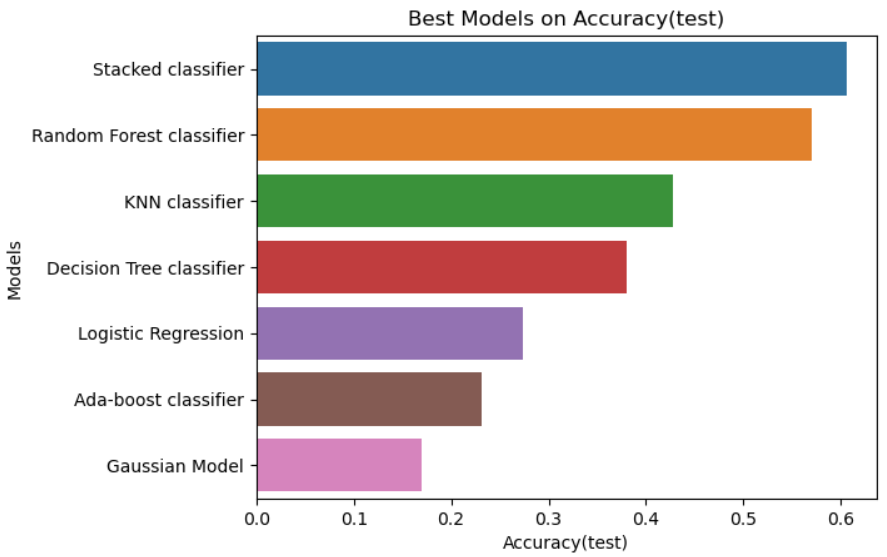 Best Models on Accuracy(test)
Models
Stacked classifier
Random Forest classifier
KNN classifier
Decision Tree classifier
Logistic Regression
Ada-boost classifier
Gaussian Model
0.0 0.1 0.2 0.3 0.4 0.5 0.6
Accuracy(test)